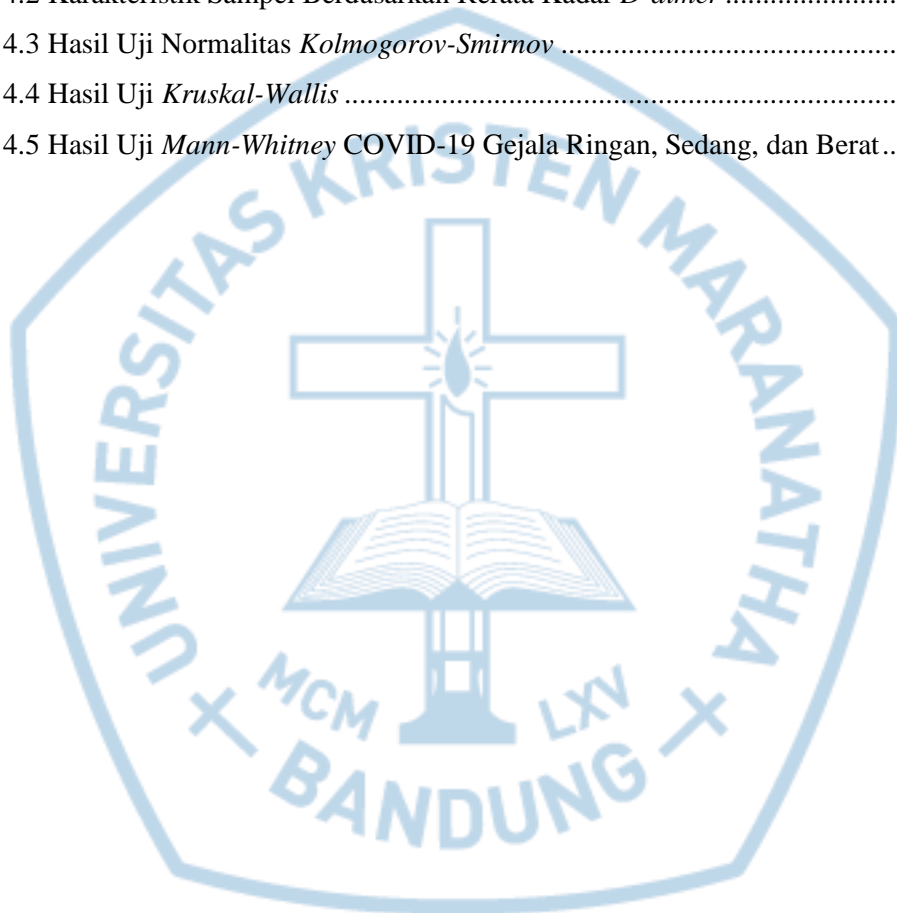 4.2 Karakteristik Sampel Berdasarkan Rerata Kadar D-dimer ..........................
4.3 Hasil Uji Normalitas Kolmogorov-Smirnov ..........................................
4.4 Hasil Uji Kruskal-Wallis ......................................................................
4.5 Hasil Uji Mann-Whitney COVID-19 Gejala Ringan, Sedang, dan Berat ..
UNIVERSITAS KRISTEN MARANATHA
MCM LXV
BANDUNG